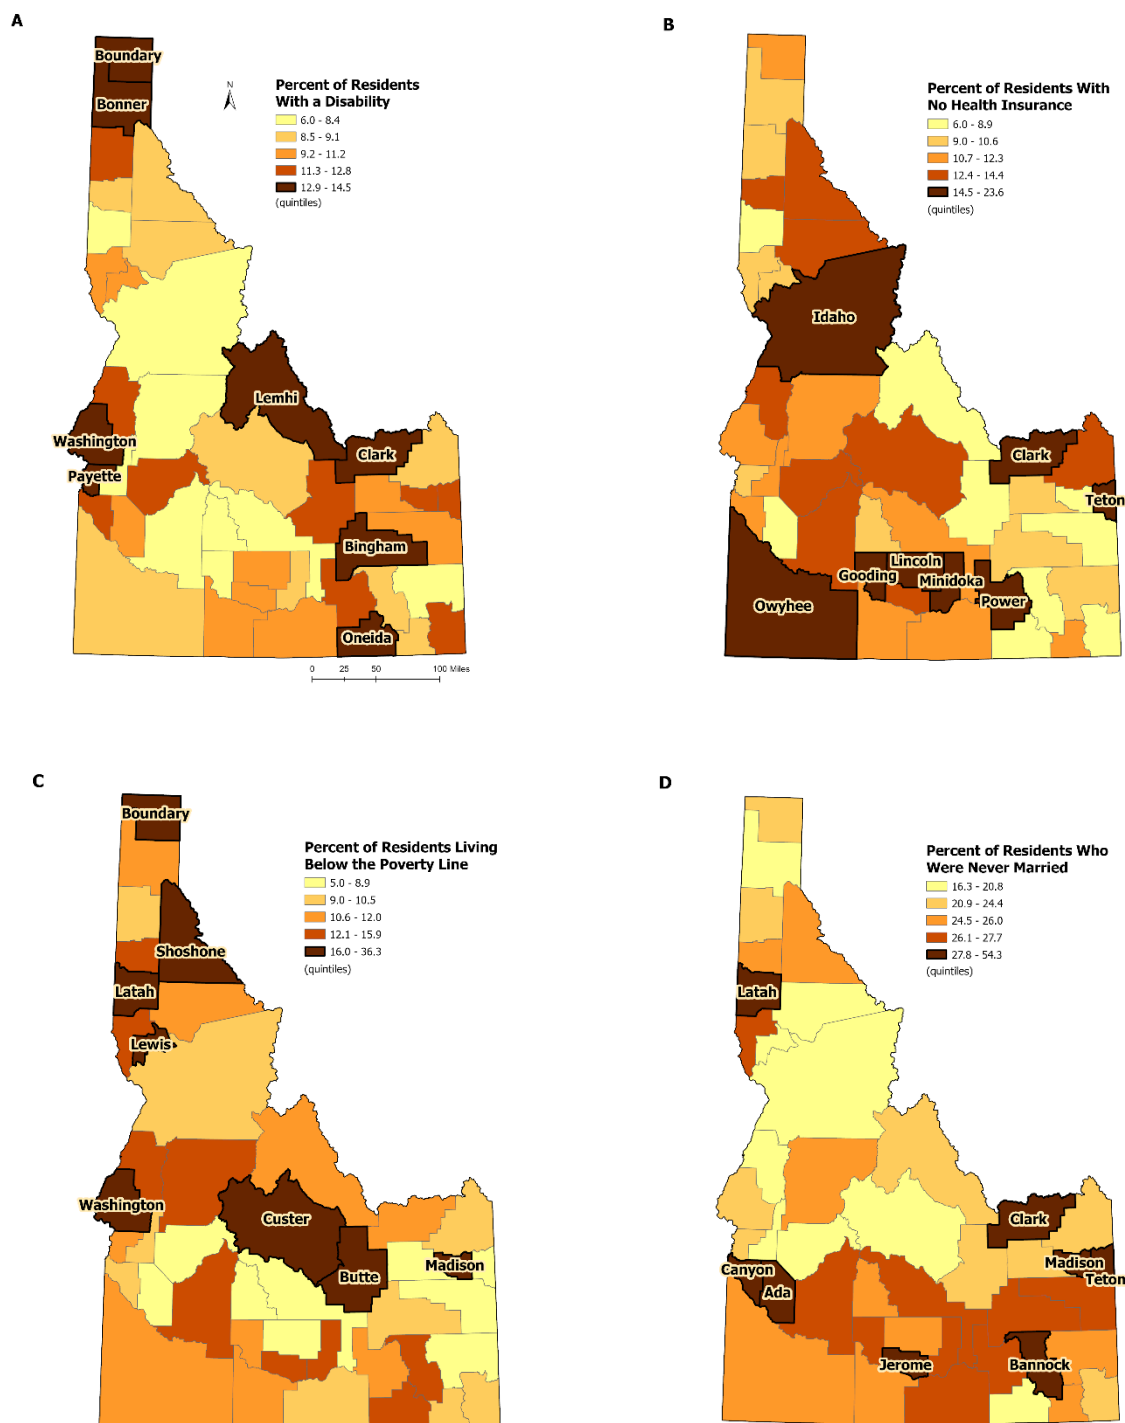 A
Boundary
Bonner
N
Percent of Residents
With a Disability
6.0 - 8.4
8.5 - 9.1
9.2 - 11.2
11.3 - 12.8
12.9 - 14.5
(quintiles)
Lemhi
Washington
Clark
Payette
Bingham
Oneida
0 25 50 100 Miles
B
Percent of Residents With
No Health Insurance
6.0 - 8.9
9.0 - 10.6
10.7 - 12.3
12.4 - 14.4
14.5 - 23.6
(quintiles)
Idaho
Clark
Teton
Lincoln
Gooding
Minidoka
Owyhee
Power
C
Boundary
Percent of Residents Living
Below the Poverty Line
5.0 - 8.9
9.0 - 10.5
10.6 - 12.0
12.1 - 15.9
16.0 - 36.3
(quintiles)
Shoshone
Latah
Lewis
Washington
Custer
Madison
Butte
D
Percent of Residents Who
Were Never Married
16.3 - 20.8
20.9 - 24.4
24.5 - 26.0
26.1 - 27.7
27.8 - 54.3
(quintiles)
Latah
Clark
Canyon
Madison
Teton
Ada
Jerome
Bannock